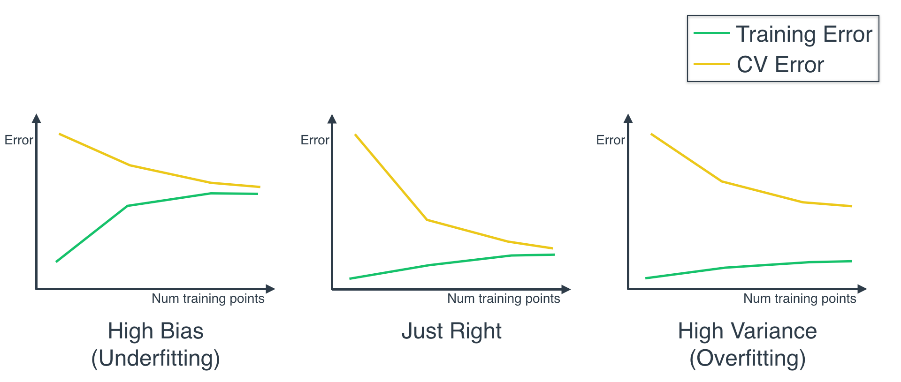 Training Error
CV Error
Error
Num training points
High Bias
(Underfitting)
Error
Num training points
Just Right
Error
Num training points
High Variance
(Overfitting)